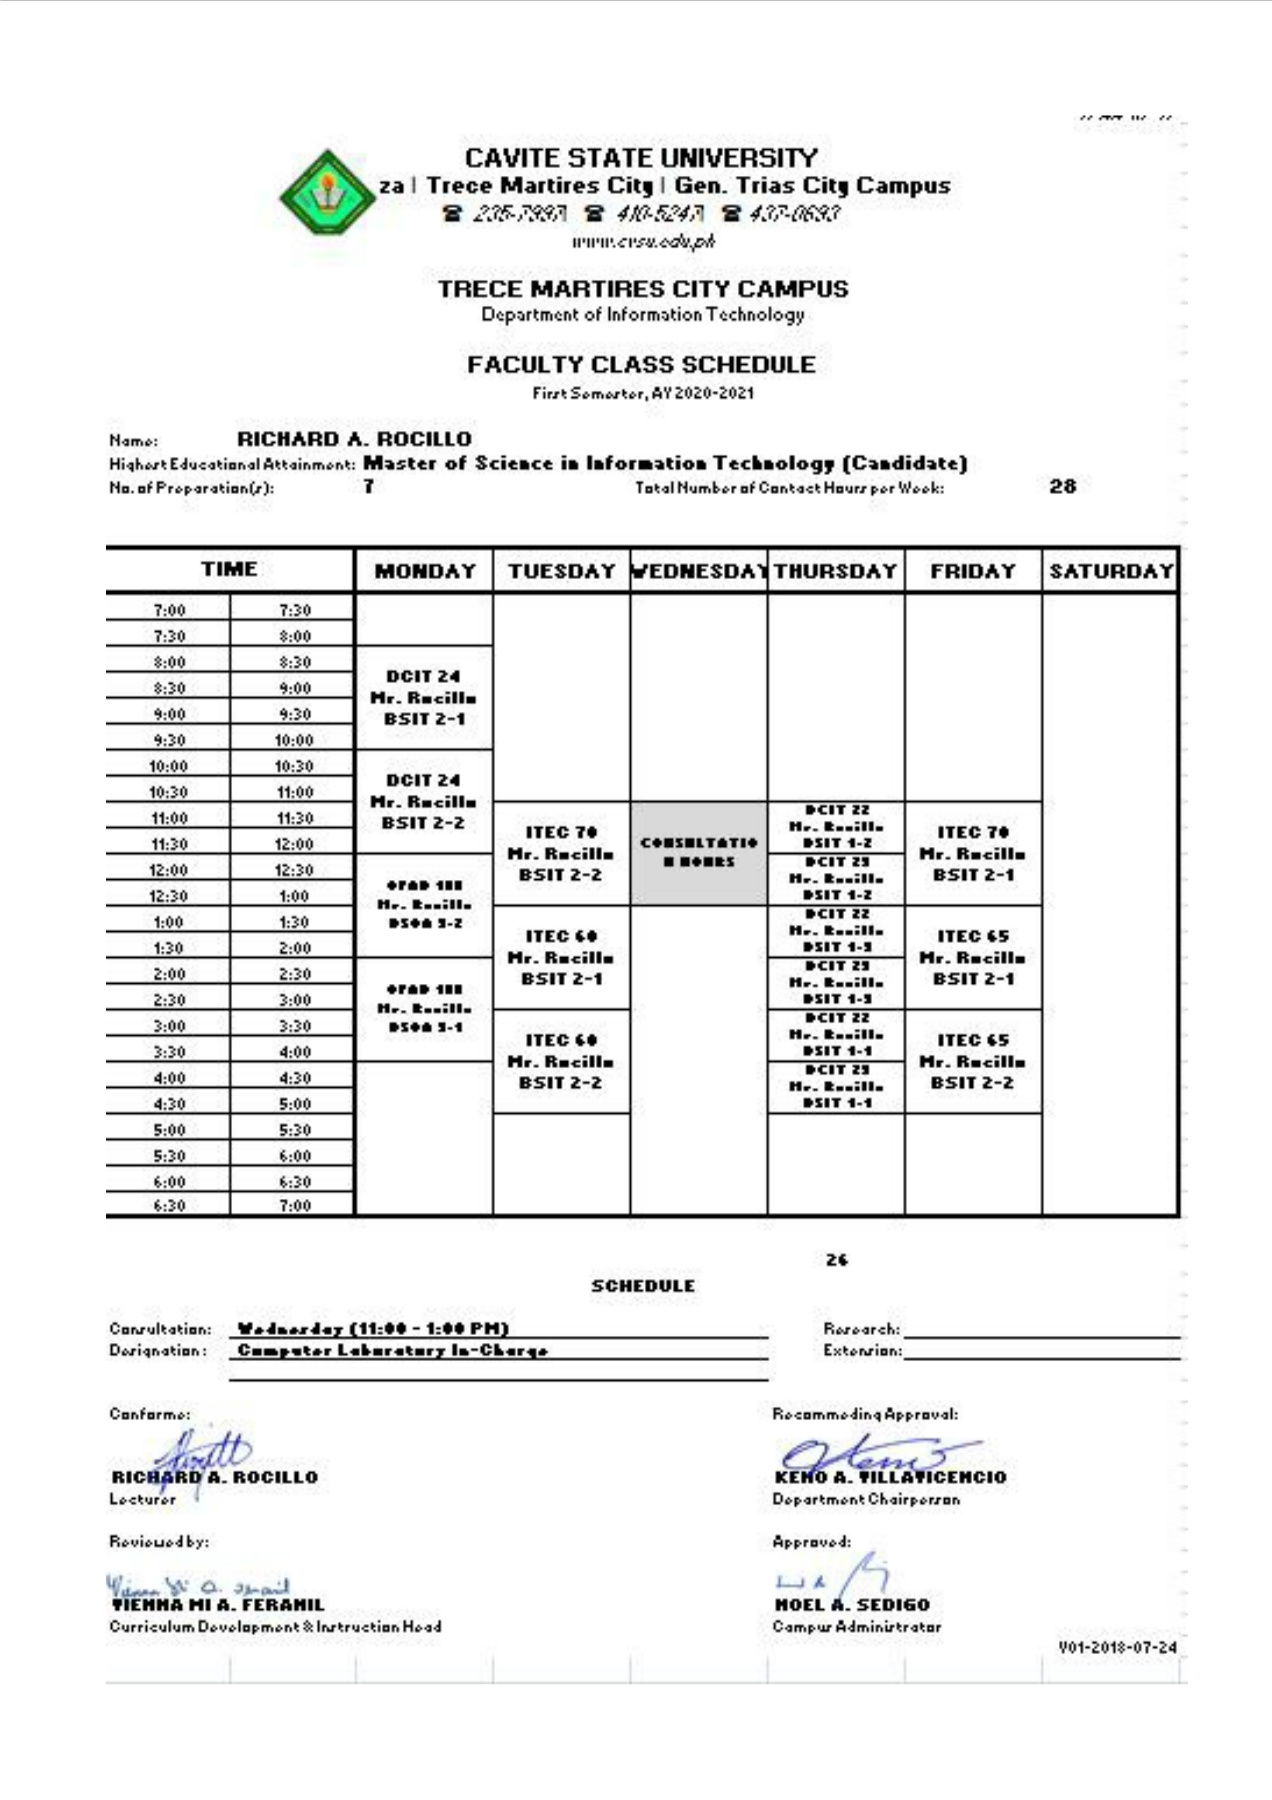 CAVITE STATE UNIVERSITY
za | Trece Martires City | Gen. Trias City Campus
☎ 235-7997 ☎ 410-5247 ☎ 437-0693
www.cvsu.edu.ph
TRECE MARTIRES CITY CAMPUS
Department of Information Technology
FACULTY CLASS SCHEDULE
First Semester, AY 2020-2021
Name: RICHARD A. ROCILLO
Highest Educational Attainment: Master of Science in Information Technology (Candidate)
No. of Preparation(s): 7 Total Number of Contact Hours per Week: 28
TIME MONDAY TUESDAY WEDNESDAY THURSDAY FRIDAY SATURDAY
7:00 7:30
7:30 8:00
8:00 8:30
8:30 9:00
9:00 9:30
9:30 10:00
10:00 10:30
10:30 11:00
11:00 11:30
11:30 12:00
12:00 12:30
12:30 1:00
1:00 1:30
1:30 2:00
2:00 2:30
2:30 3:00
3:00 3:30
3:30 4:00
4:00 4:30
4:30 5:00
5:00 5:30
5:30 6:00
6:00 6:30
6:30 7:00
DCIT 24
Mr. Rocillo
BSIT 2-1
DCIT 24
Mr. Rocillo
BSIT 2-2
Mr. Rocillo
3-2
Mr. Rocillo
3-1
ITEC 70
Mr. Rocillo
BSIT 2-2
ITEC 60
Mr. Rocillo
BSIT 2-1
ITEC 60
Mr. Rocillo
BSIT 2-2
CONSULTATIO
N HOURS
DCIT 22
Mr. Rocillo
BSIT 1-2
DCIT 23
Mr. Rocillo
BSIT 1-2
DCIT 22
Mr. Rocillo
BSIT 1-3
DCIT 23
Mr. Rocillo
BSIT 1-3
DCIT 22
Mr. Rocillo
BSIT 1-1
DCIT 23
Mr. Rocillo
BSIT 1-1
ITEC 70
Mr. Rocillo
BSIT 2-1
ITEC 65
Mr. Rocillo
BSIT 2-1
ITEC 65
Mr. Rocillo
BSIT 2-2
26
SCHEDULE
Consultation: Wednesday (11:00 - 1:00 PM) Research:
Designation: Computer Laboratory In-Charge Extension:
Conforme: Recommeding Approval:
RICHARD A. ROCILLO KENO A. VILLAVICENCIO
Lecturer Department Chairperson
Reviewed by: Approved:
VIENNA MI A. FERANIL NOEL A. SEDIGO
Curriculum Development & Instruction Head Campus Administrator
V01-2018-07-24